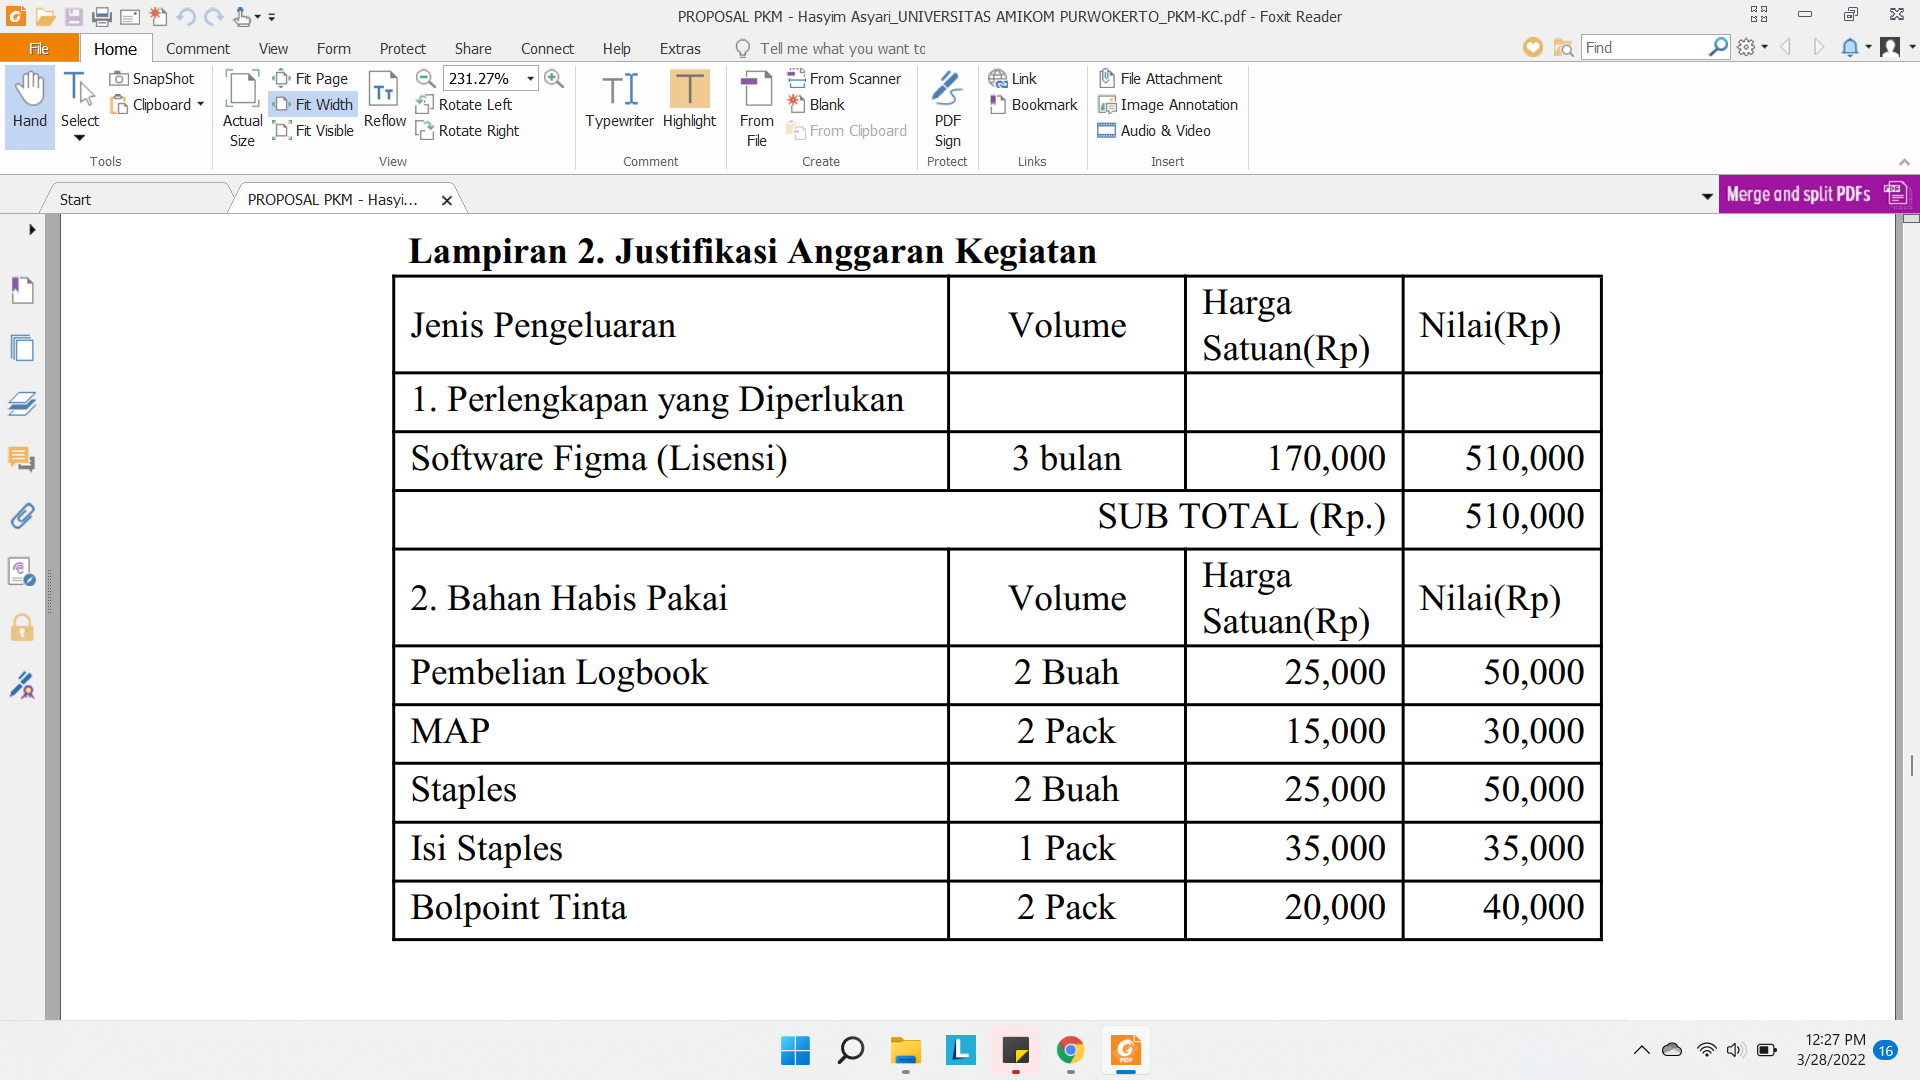 PROPOSAL PKM - Hasyim Asyari_UNIVERSITAS AMIKOM PURWOKERTO_PKM-KC.pdf - Foxit Reader
File Home Comment View Form Protect Share Connect Help Extras Tell me what you want to Find
Hand
Select
SnapShot
Clipboard
Tools
Actual Size
Fit Page
Fit Width
Fit Visible
Reflow
231.27%
Rotate Left
Rotate Right
View
Typewriter
Highlight
Comment
From File
From Scanner
Blank
From Clipboard
Create
PDF Sign
Protect
Link
Bookmark
Links
File Attachment
Image Annotation
Audio & Video
Insert
Start
PROPOSAL PKM - Hasyi...
Merge and split PDFs
Lampiran 2. Justifikasi Anggaran Kegiatan
Jenis Pengeluaran Volume Harga Satuan(Rp) Nilai(Rp)
1. Perlengkapan yang Diperlukan
Software Figma (Lisensi) 3 bulan 170,000 510,000
SUB TOTAL (Rp.) 510,000
2. Bahan Habis Pakai Volume Harga Satuan(Rp) Nilai(Rp)
Pembelian Logbook 2 Buah 25,000 50,000
MAP 2 Pack 15,000 30,000
Staples 2 Buah 25,000 50,000
Isi Staples 1 Pack 35,000 35,000
Bolpoint Tinta 2 Pack 20,000 40,000
12:27 PM
3/28/2022
16